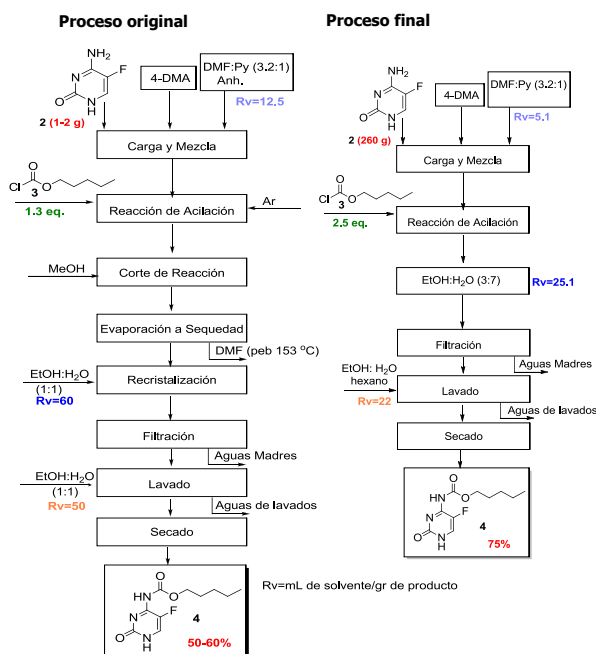 Proceso original
NH₂
F
N
O
N
H
2 (1-2 g)
4-DMA
DMF:Py (3.2:1)
Anh.
Rv=12.5
Carga y Mezcla
O
Cl
O
3
1.3 eq.
Reacción de Acilación
Ar
MeOH
Corte de Reacción
Evaporación a Sequedad
DMF (peb 153 °C)
EtOH:H₂O
(1:1)
Rv=60
Recristalización
Filtración
Aguas Madres
EtOH:H₂O
(1:1)
Rv=50
Lavado
Aguas de lavados
Secado
O
HN
O
F
N
O
N
H
4
50-60%
Rv=mL de solvente/gr de producto
Proceso final
NH₂
F
N
O
N
H
2 (260 g)
4-DMA
DMF:Py (3.2:1)
Rv=5.1
Carga y Mezcla
O
Cl
O
3
2.5 eq.
Reacción de Acilación
EtOH:H₂O (3:7)
Rv=25.1
Filtración
Aguas Madres
EtOH: H₂O
hexano
Rv=22
Lavado
Aguas de lavados
Secado
O
HN
O
F
N
O
N
H
4
75%